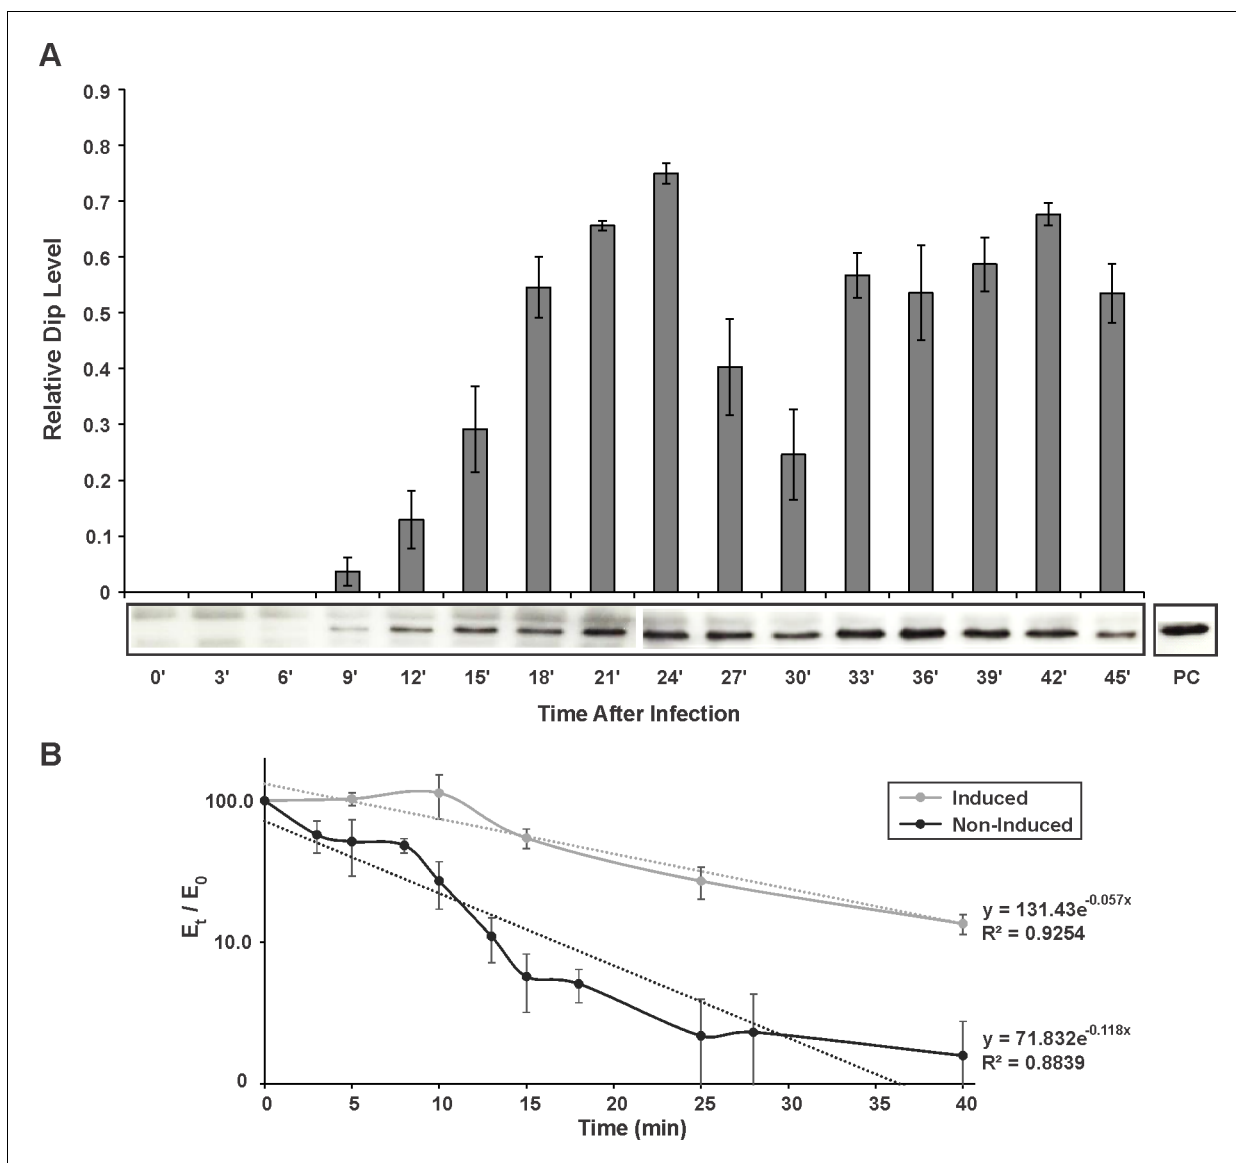 A
0.9
0.8
0.7
0.6
0.5
0.4
0.3
0.2
0.1
0
Relative Dip Level
0' 3' 6' 9' 12' 15' 18' 21' 24' 27' 30' 33' 36' 39' 42' 45' PC
Time After Infection
B
100.0
10.0
0
Et / E0
Induced
Non-Induced
y = 131.43e-0.057x
R² = 0.9254
y = 71.832e-0.118x
R² = 0.8839
0 5 10 15 20 25 30 35 40
Time (min)